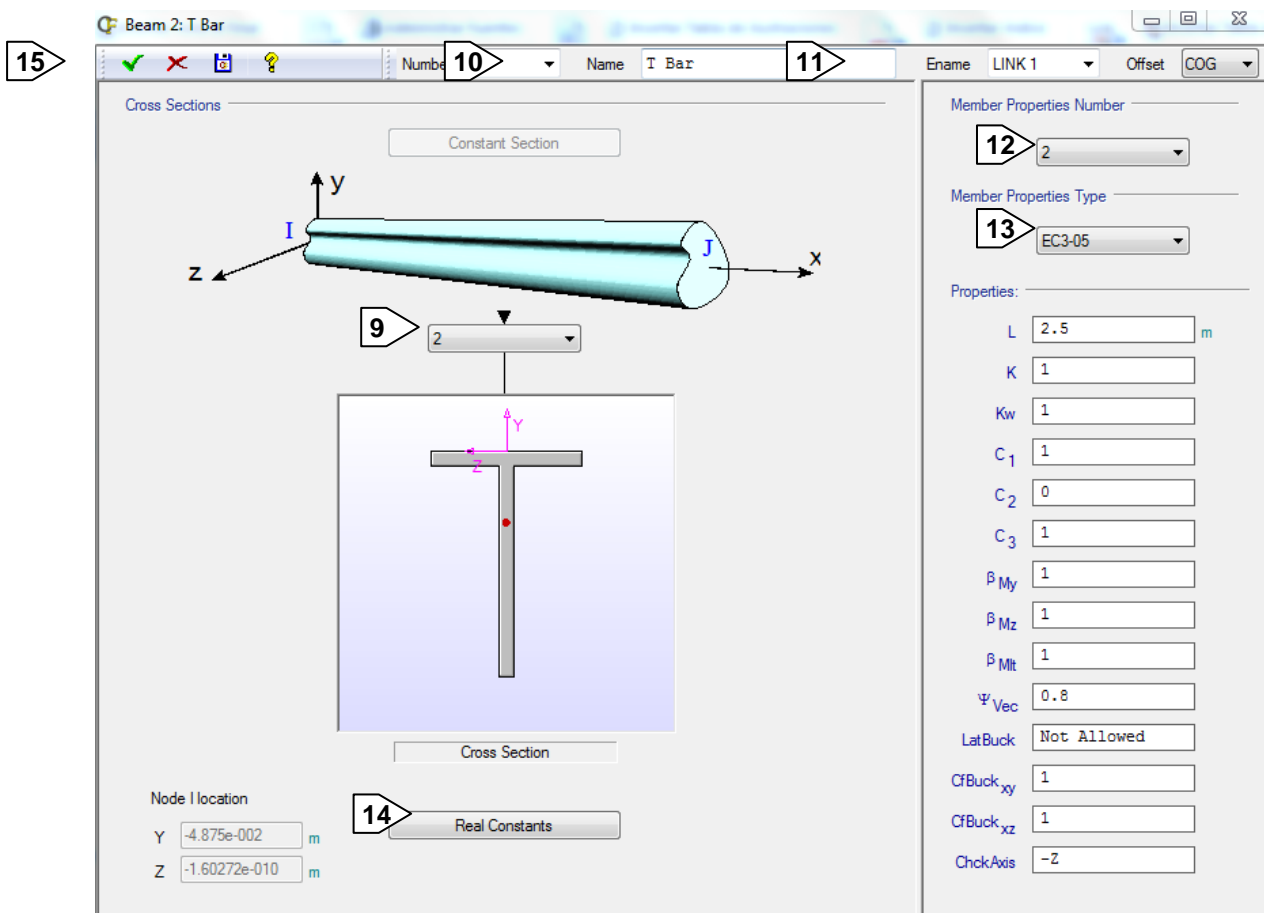 Beam 2: T Bar
15
Numbe 10 Name T Bar 11 Ename LINK 1 Offset COG
Cross Sections
Constant Section
y
I
J
z
x
9
2
Y
Z
Cross Section
Node I location
Y -4.875e-002 m
Z -1.60272e-010 m
14
Real Constants
Member Properties Number
12
2
Member Properties Type
13
EC3-05
Properties:
L 2.5 m
K 1
Kw 1
C1 1
C2 0
C3 1
βMy 1
βMz 1
βMlt 1
ΨVec 0.8
LatBuck Not Allowed
CfBuckxy 1
CfBuckxz 1
ChckAxis -Z